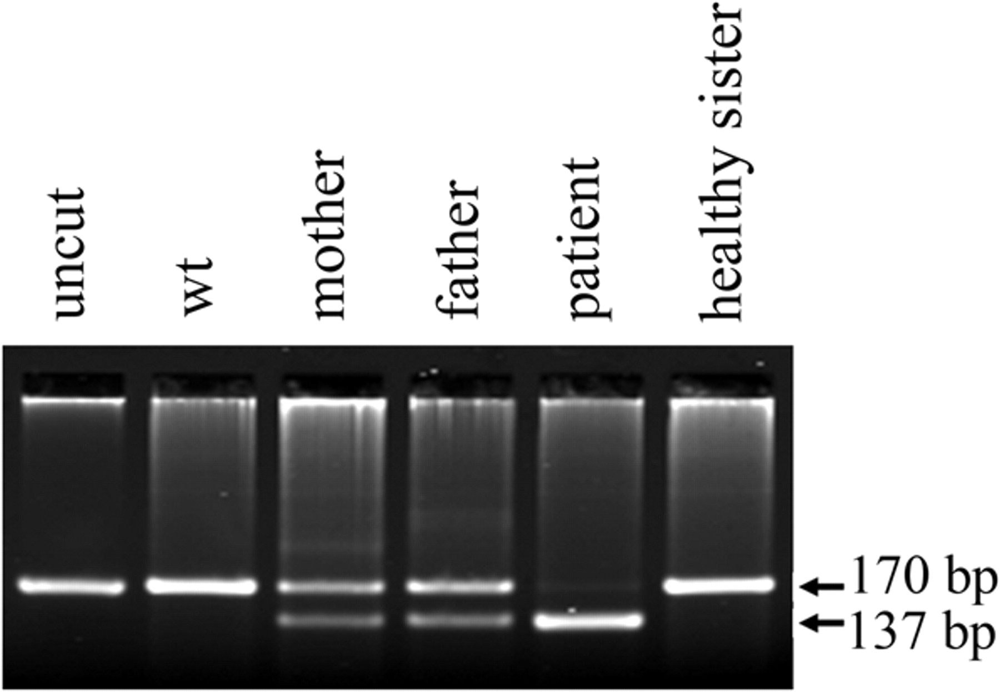 uncut
wt
mother
father
patient
healthy sister
170 bp
137 bp